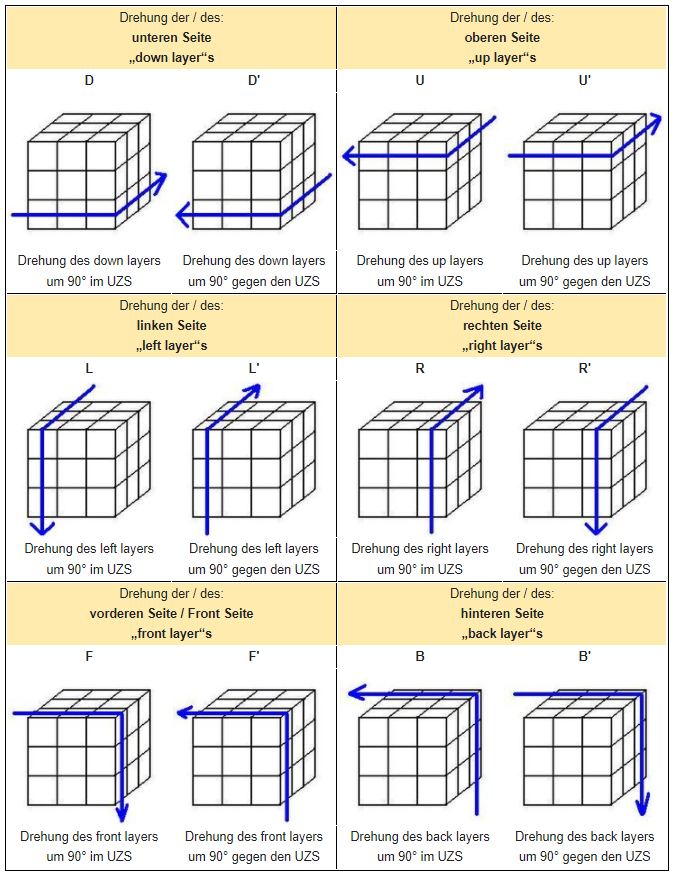 Drehung der / des:
unteren Seite
„down layer“s
Drehung der / des:
oberen Seite
„up layer“s
D
D'
U
U'
Drehung des down layers
um 90° im UZS
Drehung des down layers
um 90° gegen den UZS
Drehung des up layers
um 90° im UZS
Drehung des up layers
um 90° gegen den UZS
Drehung der / des:
linken Seite
„left layer“s
Drehung der / des:
rechten Seite
„right layer“s
L
L'
R
R'
Drehung des left layers
um 90° im UZS
Drehung des left layers
um 90° gegen den UZS
Drehung des right layers
um 90° im UZS
Drehung des right layers
um 90° gegen den UZS
Drehung der / des:
vorderen Seite / Front Seite
„front layer“s
Drehung der / des:
hinteren Seite
„back layer“s
F
F'
B
B'
Drehung des front layers
um 90° im UZS
Drehung des front layers
um 90° gegen den UZS
Drehung des back layers
um 90° im UZS
Drehung des back layers
um 90° gegen den UZS